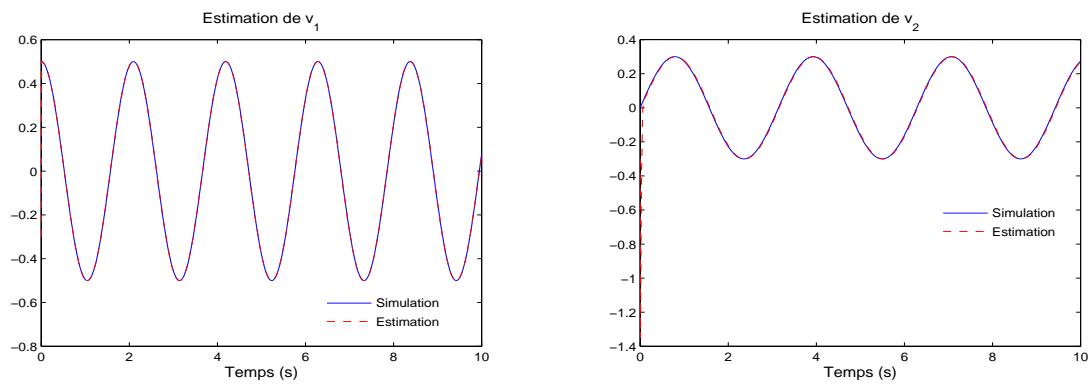 Estimation de v1
0.6
0.4
0.2
0
−0.2
−0.4
−0.6
−0.8
0 2 4 6 8 10
Temps (s)
Simulation
Estimation
Estimation de v2
0.4
0.2
0
−0.2
−0.4
−0.6
−0.8
−1
−1.2
−1.4
0 2 4 6 8 10
Temps (s)
Simulation
Estimation